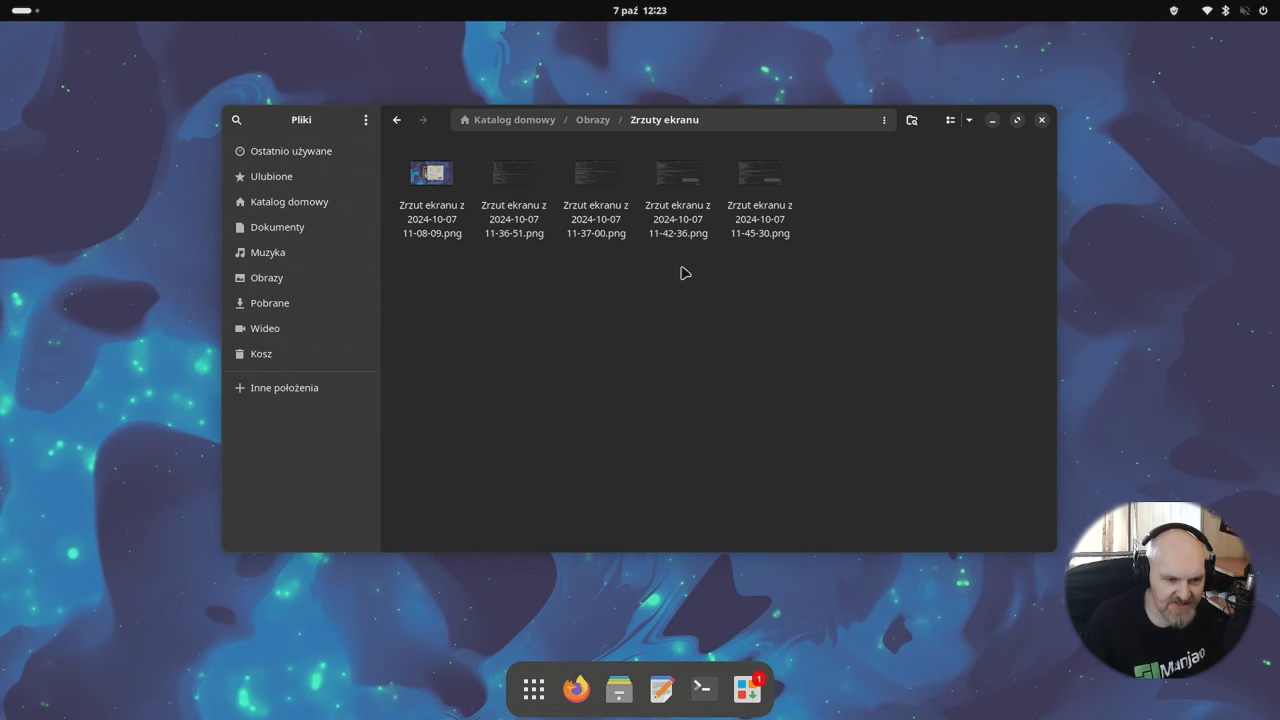 7 paź 12:23
Pliki
Katalog domowy / Obrazy / Zrzuty ekranu
Ostatnio używane
Ulubione
Katalog domowy
Dokumenty
Muzyka
Obrazy
Pobrane
Wideo
Kosz
Inne położenia
Zrzut ekranu z
2024-10-07
11-08-09.png
Zrzut ekranu z
2024-10-07
11-36-51.png
Zrzut ekranu z
2024-10-07
11-37-00.png
Zrzut ekranu z
2024-10-07
11-42-36.png
Zrzut ekranu z
2024-10-07
11-45-30.png
1